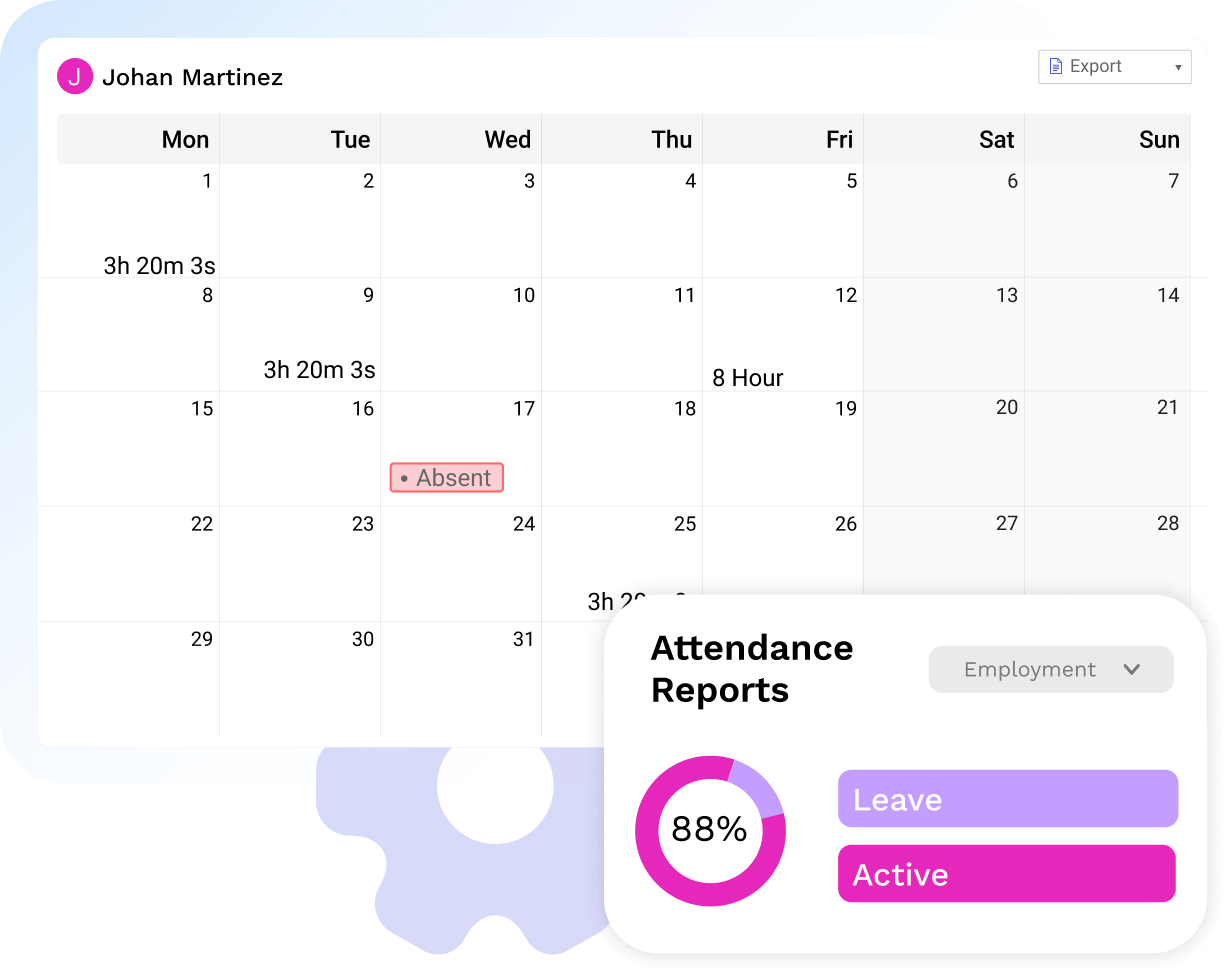 J Johan Martinez
Export
Mon Tue Wed Thu Fri Sat Sun
1 2 3 4 5 6 7
3h 20m 3s
8 9 10 11 12 13 14
3h 20m 3s
8 Hour
15 16 17 18 19 20 21
• Absent
22 23 24 25 26 27 28
3h
29 30 31
Attendance
Reports
Employment
88%
Leave
Active